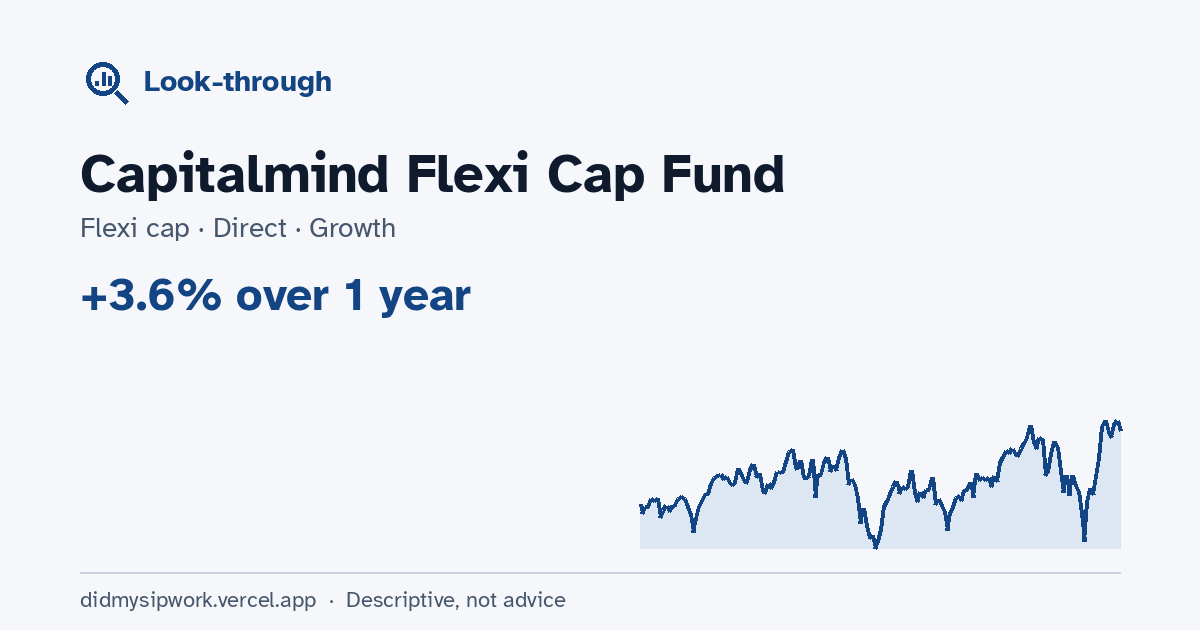 Look-through
Capitalmind Flexi Cap Fund
Flexi cap · Direct · Growth
+3.6% over 1 year
didmysipwork.vercel.app · Descriptive, not advice